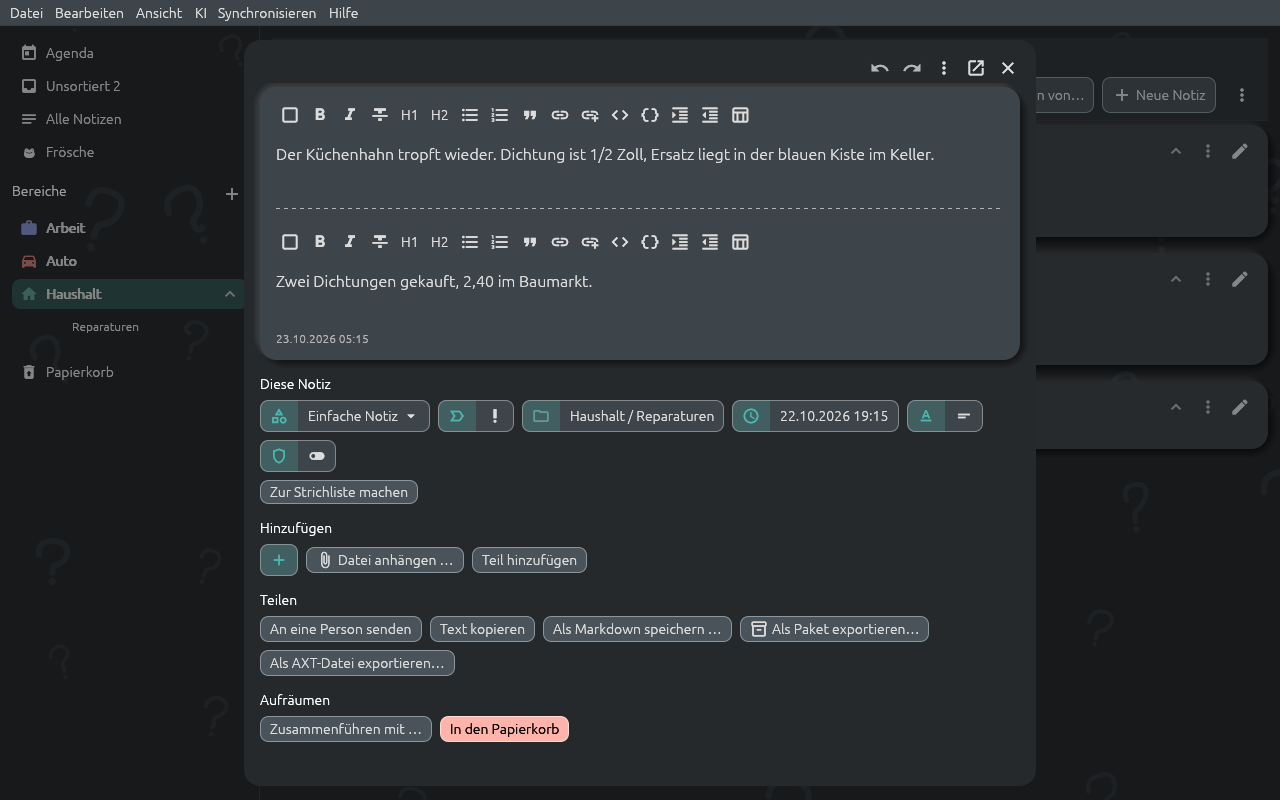 Datei Bearbeiten Ansicht KI Synchronisieren Hilfe
Agenda
Unsortiert 2
Alle Notizen
Frösche
Bereiche
Arbeit
Auto
Haushalt
Reparaturen
Papierkorb
n von…
Neue Notiz
B I H1 H2
Der Küchenhahn tropft wieder. Dichtung ist 1/2 Zoll, Ersatz liegt in der blauen Kiste im Keller.
B I H1 H2
Zwei Dichtungen gekauft, 2,40 im Baumarkt.
23.10.2026 05:15
Diese Notiz
Einfache Notiz
Haushalt / Reparaturen
22.10.2026 19:15
Zur Strichliste machen
Hinzufügen
Datei anhängen …
Teil hinzufügen
Teilen
An eine Person senden
Text kopieren
Als Markdown speichern …
Als Paket exportieren…
Als AXT-Datei exportieren…
Aufräumen
Zusammenführen mit …
In den Papierkorb